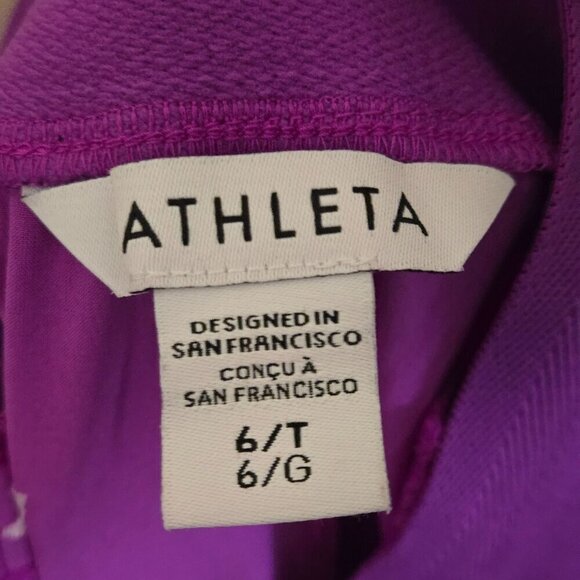 ATHLETA
DESIGNED IN
SAN FRANCISCO
CONÇU À
SAN FRANCISCO
6/T
6/G